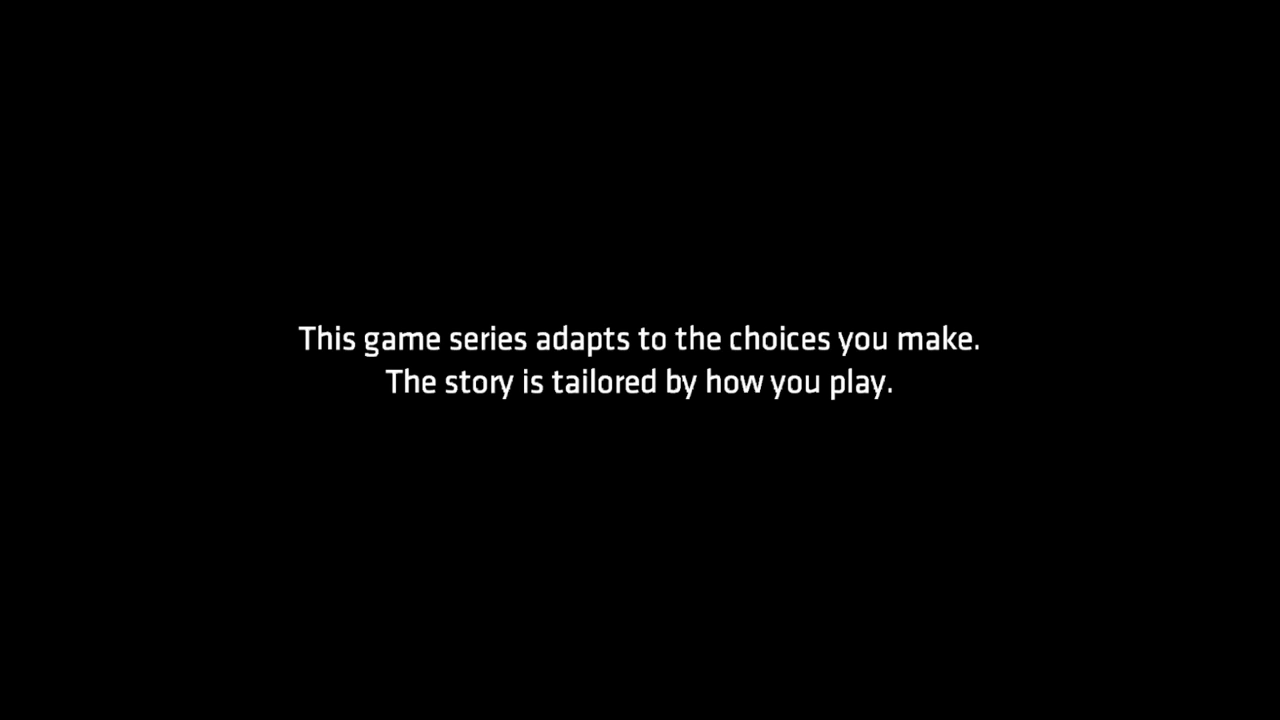 This game series adapts to the choices you make.
The story is tailored by how you play.